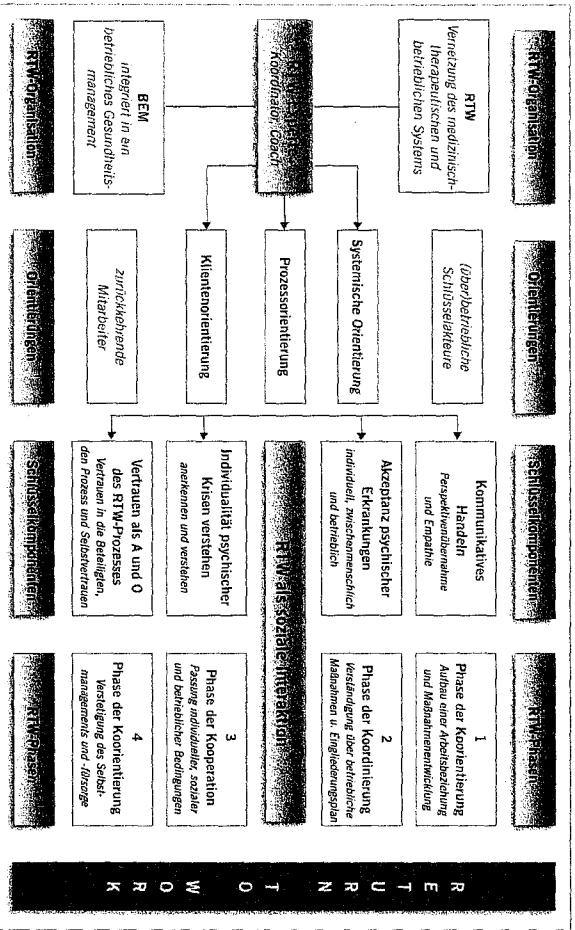 RTW-Organisation
RTW
Vernetzung des medizinisch-
therapeutischen und
betrieblichen Systems
Koordinator, Coach
BEM
integriert in ein
betriebliches Gesundheits-
management
RTW-Organisation
Orientierungen
(über)betriebliche
Schlüsselakteure
Systemische Orientierung
Prozessorientierung
Klientenorientierung
zurückkehrende
Mitarbeiter
Orientierungen
Schlüsselkomponenten
Kommunikatives
Handeln
Perspektivenübernahme
und Empathie
Akzeptanz psychischer
Erkrankungen
individuell, zwischenmenschlich
und betrieblich
RTW als soziale Interaktion
Individualität psychischer
Krisen verstehen
anerkennen und verstehen
Vertrauen als A und O
des RTW-Prozesses
Vertrauen in die Beteiligten,
den Prozess und Selbstvertrauen
Schlüsselkomponenten
RTW-Phasen
1
Phase der Koorientierung
Aufbau einer Arbeitsbeziehung
und Maßnahmenentwicklung
2
Phase der Koordinierung
Verständigung über betriebliche
Maßnahmen u. Eingliederungsplan
3
Phase der Kooperation
Passung individueller, sozialer
und betrieblicher Bedingungen
4
Phase der Koorientierung
Verstetigung des Selbst-
managements und -fürsorge
RTW-Phasen
RETURN TO WORK